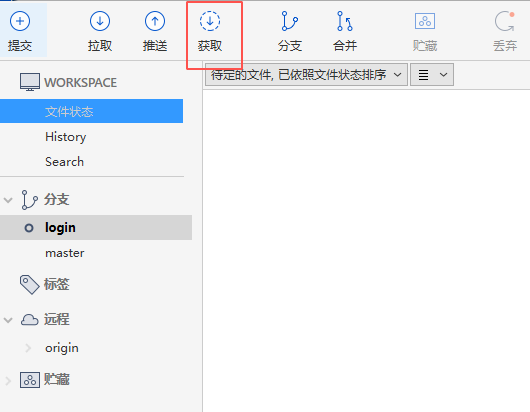 提交 拉取 推送 获取 分支 合并 贮藏 丢弃
WORKSPACE
待定的文件, 已依照文件状态排序
文件状态
History
Search
分支
login
master
标签
远程
origin
贮藏